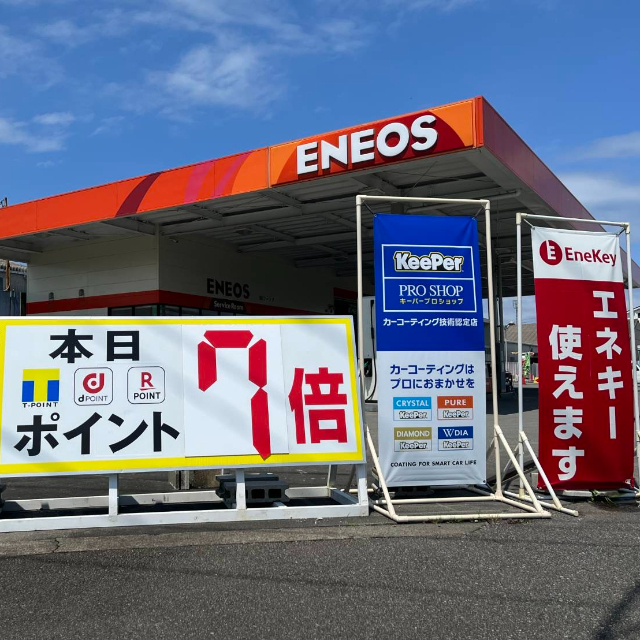 ENEOS
ENEOS
本日
T-POINT
d POINT
R POINT
ポイント
7倍
KeePer
PRO SHOP
キーパープロショップ
カーコーティング技術認定店
カーコーティングは
プロにおまかせを
CRYSTAL KeePer
PURE KeePer
DIAMOND KeePer
WDIA KeePer
COATING FOR SMART CAR LIFE
EneKey
エネキー
使えます